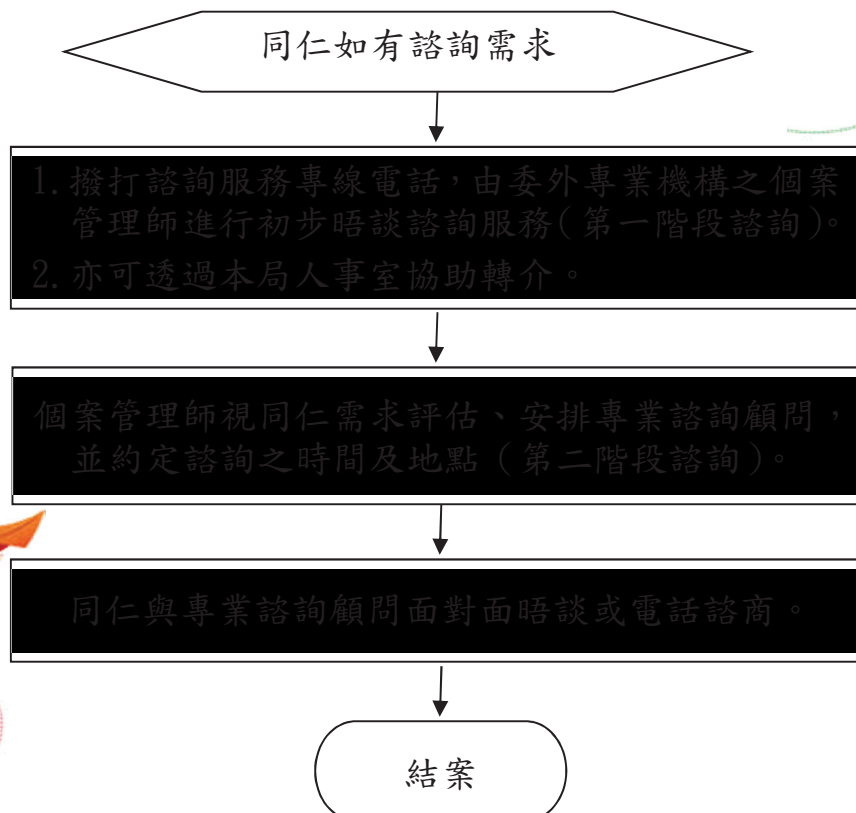 同仁如有諮詢需求
1. 撥打諮詢服務專線電話，由委外專業機構之個案
管理師進行初步晤談諮詢服務(第一階段諮詢)。
2. 亦可透過本局人事室協助轉介。
個案管理師視同仁需求評估、安排專業諮詢顧問，
並約定諮詢之時間及地點（第二階段諮詢）。
同仁與專業諮詢顧問面對面晤談或電話諮商。
結案